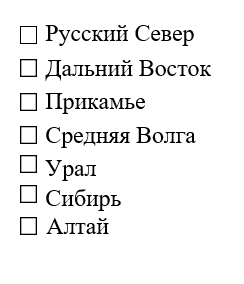 Русский Север
Дальний Восток
Прикамье
Средняя Волга
Урал
Сибирь
Алтай